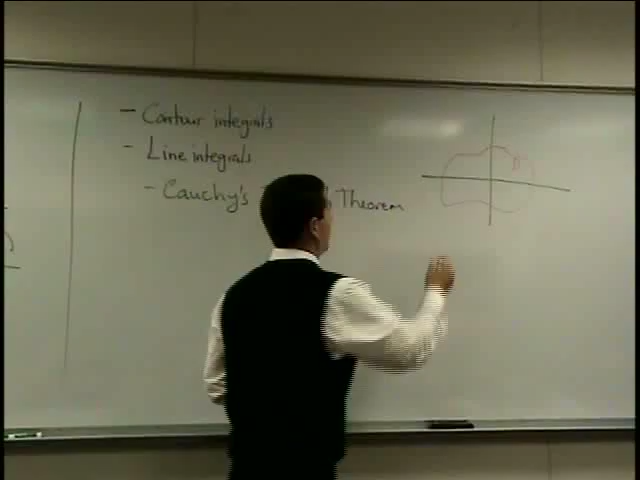 - Contour integrals
- Line integrals
- Cauchy's Theorem